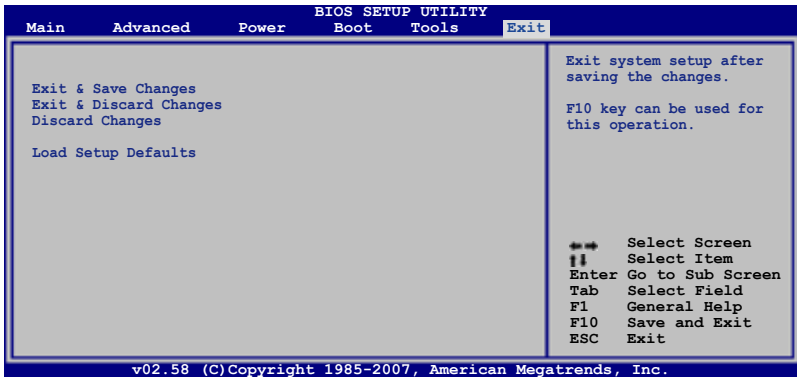 BIOS SETUP UTILITY
Main Advanced Power Boot Tools Exit
Exit & Save Changes
Exit & Discard Changes
Discard Changes
Load Setup Defaults
Exit system setup after
saving the changes.
F10 key can be used for
this operation.
Select Screen
Select Item
Enter Go to Sub Screen
Tab Select Field
F1 General Help
F10 Save and Exit
ESC Exit
v02.58 (C)Copyright 1985-2007, American Megatrends, Inc.